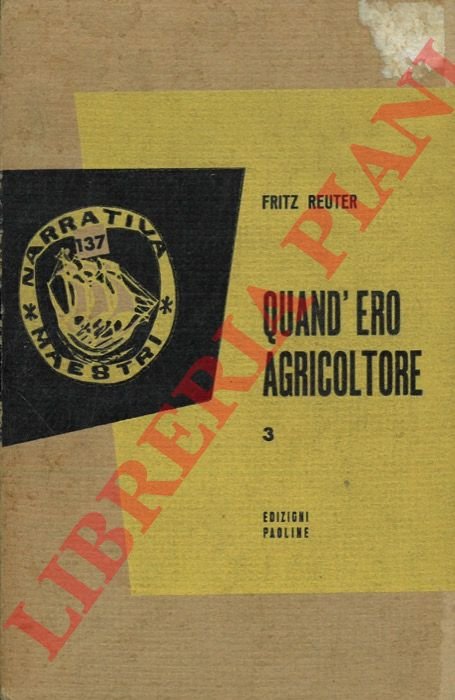 NARRATIVA
137
MAESTRI
FRITZ REUTER
QUAND'ERO
AGRICOLTORE
3
EDIZIONI
PAOLINE
LIBRERIA PIANI